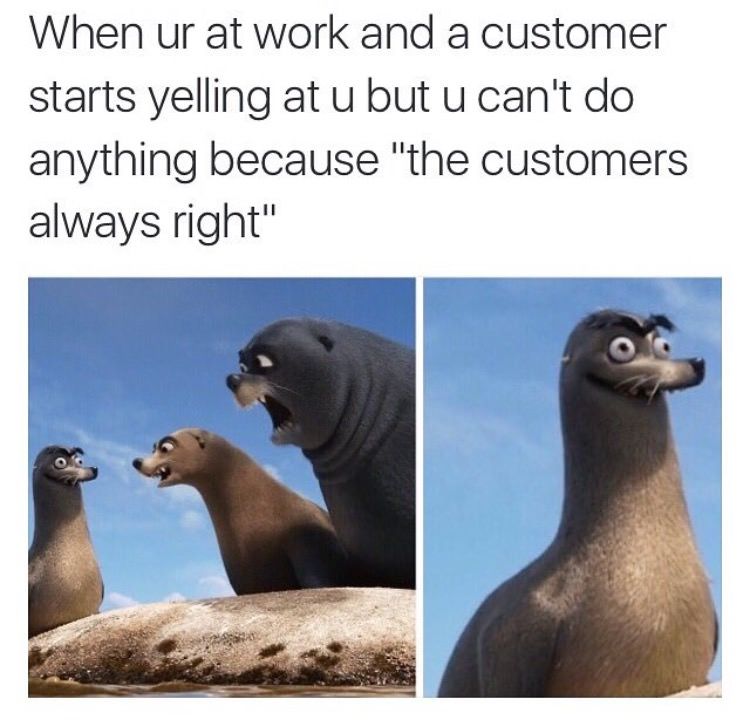 When ur at work and a customer
starts yelling at u but u can't do
anything because "the customers
always right"